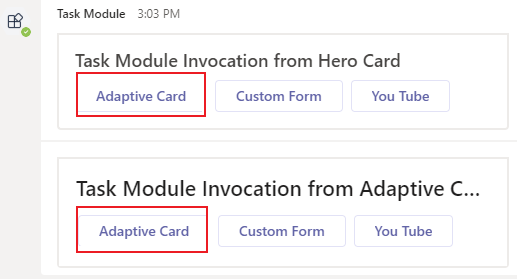 Task Module 3:03 PM
Task Module Invocation from Hero Card
Adaptive Card Custom Form You Tube
Task Module Invocation from Adaptive C...
Adaptive Card Custom Form You Tube